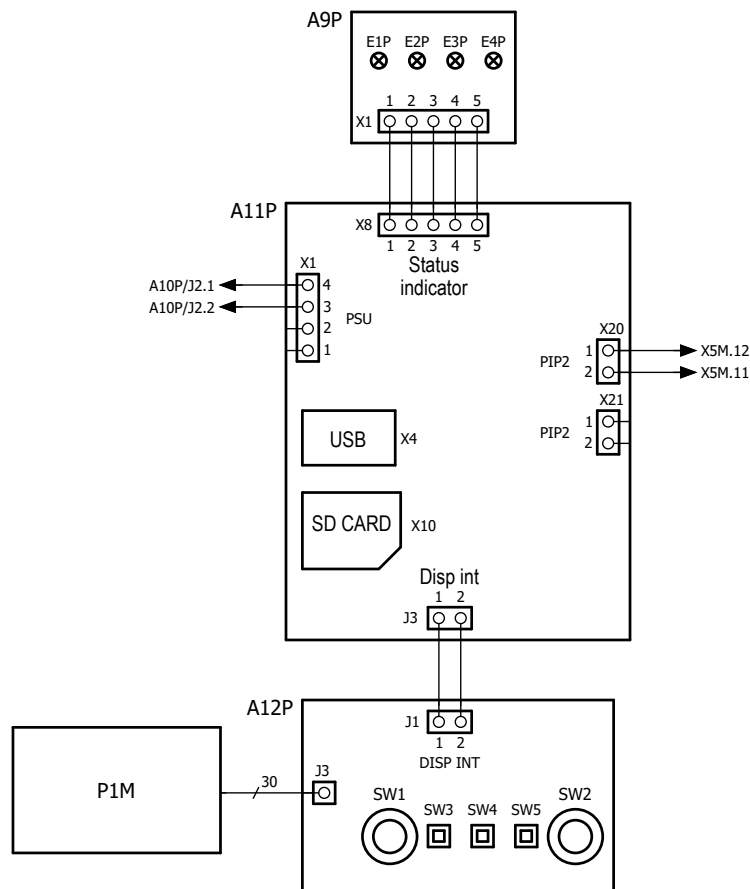 A9P
E1P E2P E3P E4P
1 2 3 4 5
X1
A11P
X8
1 2 3 4 5
Status
indicator
X1
A10P/J2.1 4
A10P/J2.2 3
2
1
PSU
X20
PIP2
1 X5M.12
2 X5M.11
X21
PIP2
1
2
USB X4
SD CARD X10
Disp int
1 2
J3
A12P
J1
1 2
DISP INT
P1M
30
J3
SW1
SW3 SW4 SW5
SW2